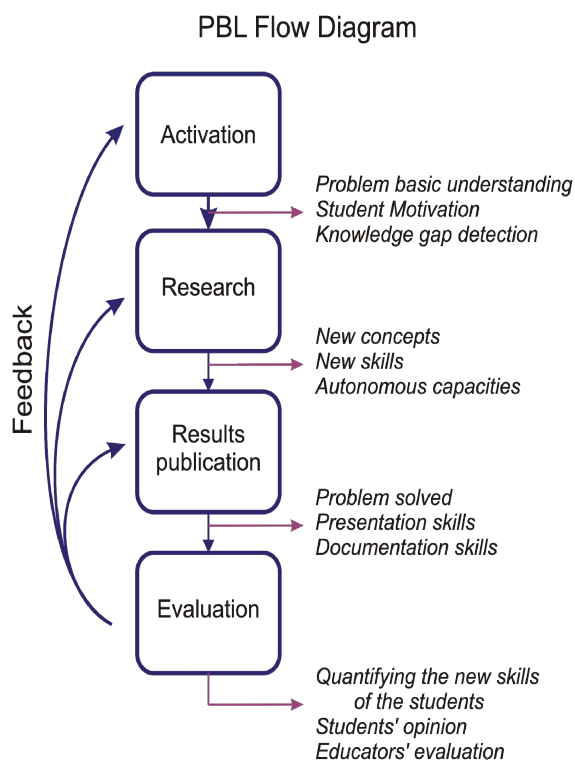 PBL Flow Diagram
Activation
Problem basic understanding
Student Motivation
Knowledge gap detection
Research
New concepts
New skills
Autonomous capacities
Feedback
Results
publication
Problem solved
Presentation skills
Documentation skills
Evaluation
Quantifying the new skills
of the students
Students' opinion
Educators' evaluation